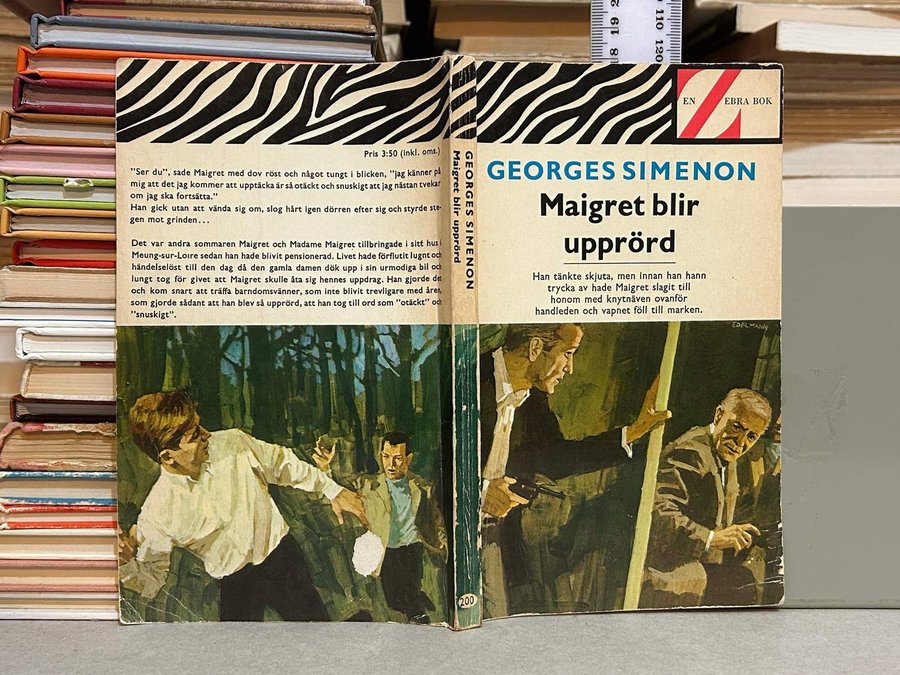 Pris 3:50 (inkl. oms.)
"Ser du", sade Maigret med dov röst och något tungt i blicken, "jag känner på
mig att det jag kommer att upptäcka är så otäckt och snuskigt att jag nästan tvekar
om jag ska fortsätta."
Han gick utan att vända sig om, slog hårt igen dörren efter sig och styrde ste-
gen mot grinden...
Det var andra sommaren Maigret och Madame Maigret tillbringade i sitt hus i
Meung-sur-Loire sedan han hade blivit pensionerad. Livet hade förflutit lugnt och
händelselöst till den dag då den gamla damen dök upp i sin urmodiga bil och
lungt tog för givet att Maigret skulle åta sig hennes uppdrag. Han gjorde det
och kom snart att träffa barndomsvänner, som inte blivit trevligare med åren,
som gjorde sådant att han blev så upprörd, att han tog till ord som "otäckt" och
"snuskigt".
GEORGES SIMENON
Maigret blir upprörd
200
EN ZEBRA BOK
GEORGES SIMENON
Maigret blir
upprörd
Han tänkte skjuta, men innan han hann
trycka av hade Maigret slagit till
honom med knytnäven ovanför
handleden och vapnet föll till marken.
EDELMANN
18 19 2
110 120